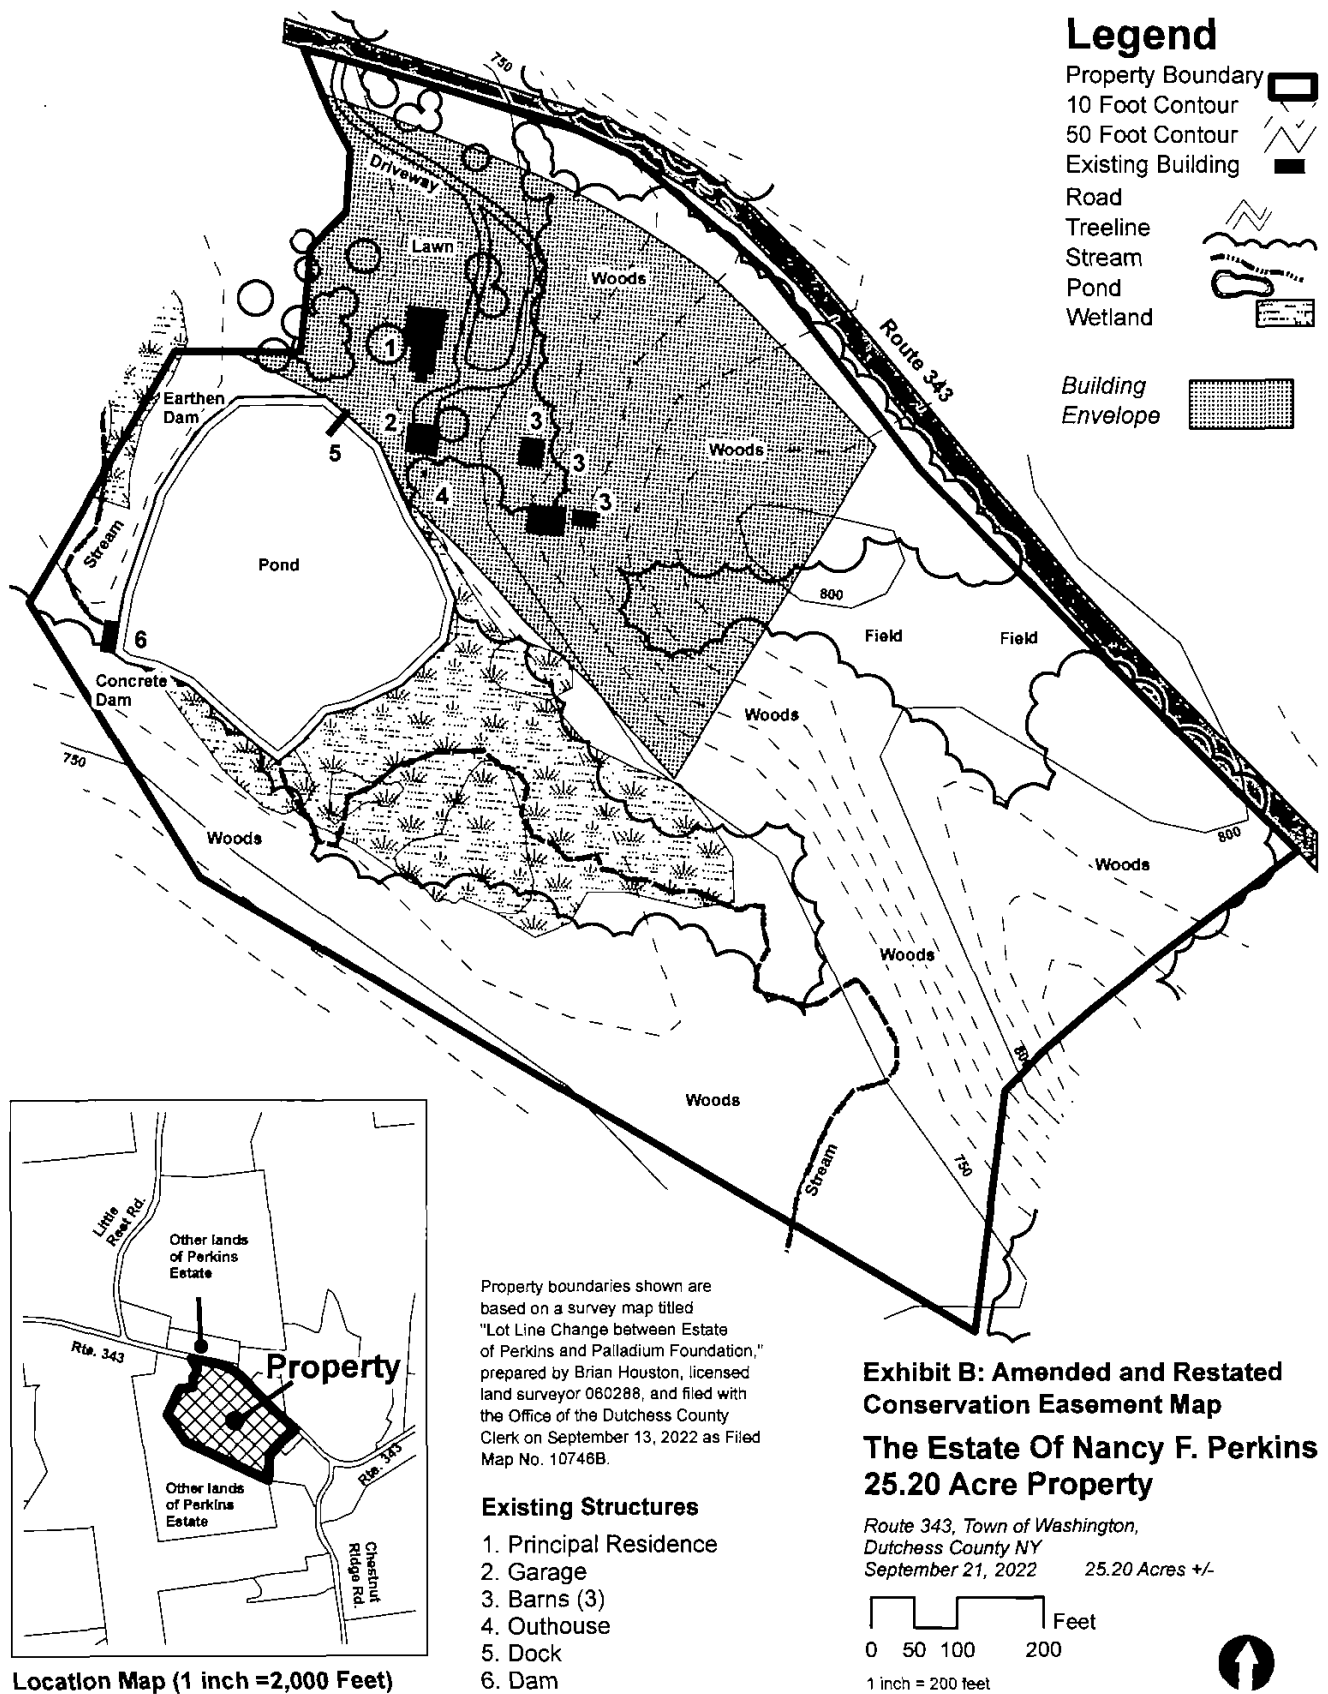 Legend
Property Boundary
10 Foot Contour
50 Foot Contour
Existing Building
Road
Treeline
Stream
Pond
Wetland
Building
Envelope
750
Driveway
Lawn
Woods
Route 343
1
Earthen
Dam
2
3
Woods
5
3
4
3
Stream
Pond
800
Field
Field
6
Concrete
Dam
Woods
750
Woods
800
Woods
Woods
800
Woods
750
Stream
Little
Rest Rd.
Other lands
of Perkins
Estate
Rte. 343
Property
Rte. 343
Other lands
of Perkins
Estate
Chestnut
Ridge Rd.
Location Map (1 inch =2,000 Feet)
Property boundaries shown are
based on a survey map titled
"Lot Line Change between Estate
of Perkins and Palladium Foundation,"
prepared by Brian Houston, licensed
land surveyor 060288, and filed with
the Office of the Dutchess County
Clerk on September 13, 2022 as Filed
Map No. 10746B.
Existing Structures
1. Principal Residence
2. Garage
3. Barns (3)
4. Outhouse
5. Dock
6. Dam
Exhibit B: Amended and Restated
Conservation Easement Map
The Estate Of Nancy F. Perkins
25.20 Acre Property
Route 343, Town of Washington,
Dutchess County NY
September 21, 2022 25.20 Acres +/-
Feet
0 50 100 200
1 inch = 200 feet